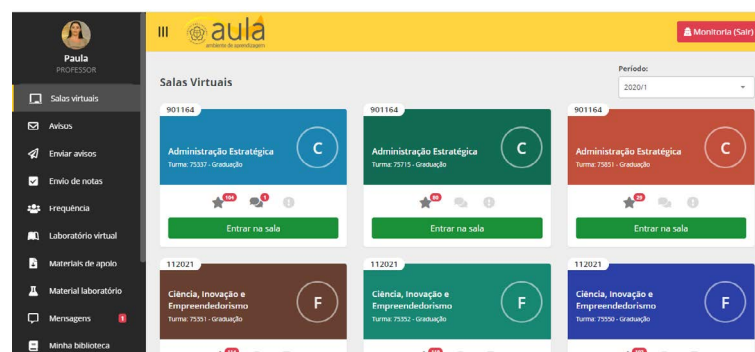 Paula
PROFESSOR
Salas virtuais
Avisos
Enviar avisos
Envio de notas
Frequência
Laboratório virtual
Materiais de apoio
Material laboratório
Mensagens
Minha biblioteca
aula
ambiente de aprendizagem
Monitoria (Sair)
Salas Virtuais
Período:
2020/1
901164
Administração Estratégica
Turma: 75337 - Graduação
C
104
1
Entrar na sala
901164
Administração Estratégica
Turma: 75715 - Graduação
C
Entrar na sala
901164
Administração Estratégica
Turma: 75851 - Graduação
C
29
Entrar na sala
112021
Ciência, Inovação e
Empreendedorismo
Turma: 75351 - Graduação
F
112021
Ciência, Inovação e
Empreendedorismo
Turma: 75352 - Graduação
F
112021
Ciência, Inovação e
Empreendedorismo
Turma: 75550 - Graduação
F